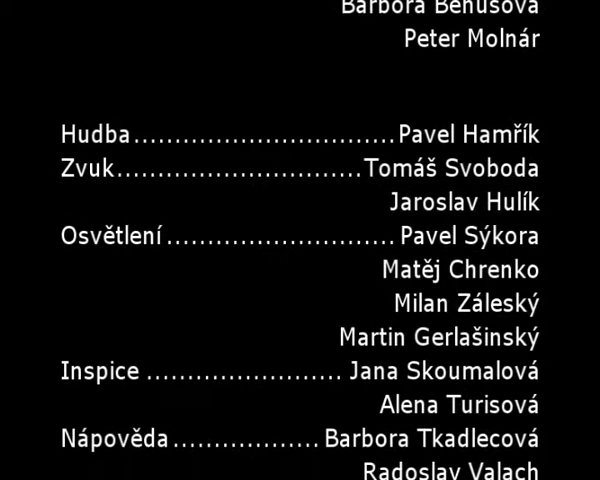 Barbora Benusová
Peter Molnár
Hudba................................Pavel Hamřík
Zvuk..............................Tomáš Svoboda
Jaroslav Hulík
Osvětlení............................Pavel Sýkora
Matěj Chrenko
Milan Záleský
Martin Gerlašinský
Inspice ........................ Jana Skoumalová
Alena Turisová
Nápověda.................. Barbora Tkadlecová
Radoslav Valach